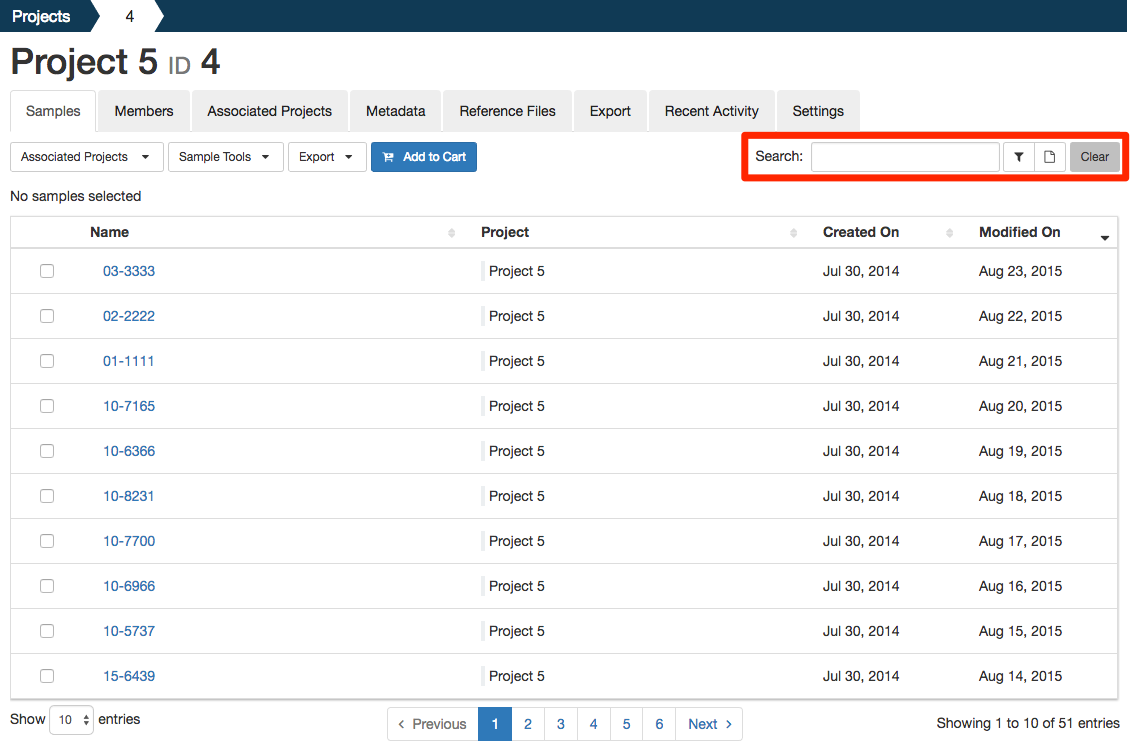 Projects 4
Project 5 ID 4
Samples Members Associated Projects Metadata Reference Files Export Recent Activity Settings
Associated Projects Sample Tools Export Add to Cart Search: Clear
No samples selected
Name Project Created On Modified On
03-3333 Project 5 Jul 30, 2014 Aug 23, 2015
02-2222 Project 5 Jul 30, 2014 Aug 22, 2015
01-1111 Project 5 Jul 30, 2014 Aug 21, 2015
10-7165 Project 5 Jul 30, 2014 Aug 20, 2015
10-6366 Project 5 Jul 30, 2014 Aug 19, 2015
10-8231 Project 5 Jul 30, 2014 Aug 18, 2015
10-7700 Project 5 Jul 30, 2014 Aug 17, 2015
10-6966 Project 5 Jul 30, 2014 Aug 16, 2015
10-5737 Project 5 Jul 30, 2014 Aug 15, 2015
15-6439 Project 5 Jul 30, 2014 Aug 14, 2015
Show 10 entries Previous 1 2 3 4 5 6 Next Showing 1 to 10 of 51 entries